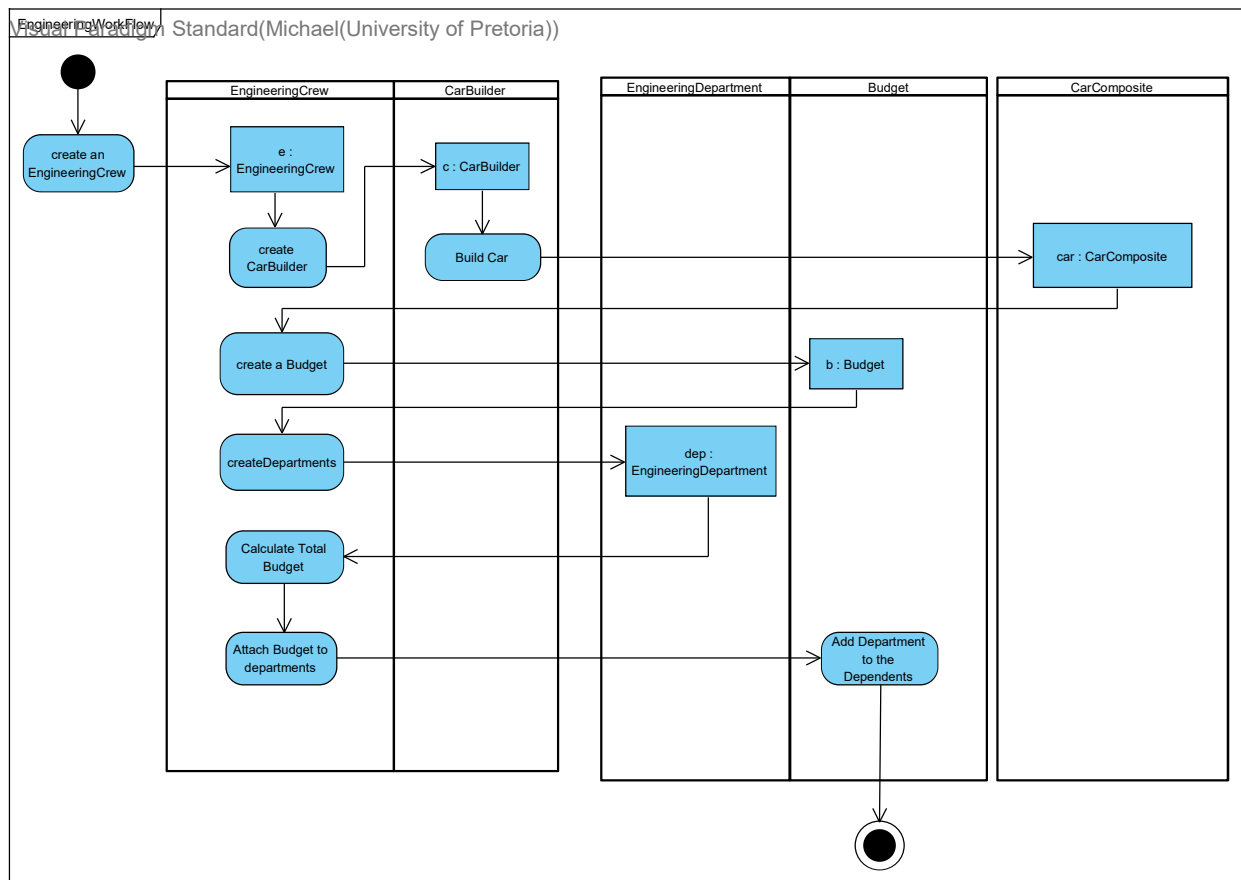 EngineeringWorkFlow
Visual Paradigm Standard(Michael(University of Pretoria))
EngineeringCrew
CarBuilder
EngineeringDepartment
Budget
CarComposite
create an
EngineeringCrew
e :
EngineeringCrew
c : CarBuilder
create
CarBuilder
Build Car
car : CarComposite
create a Budget
b : Budget
createDepartments
dep :
EngineeringDepartment
Calculate Total
Budget
Attach Budget to
departments
Add Department
to the
Dependents